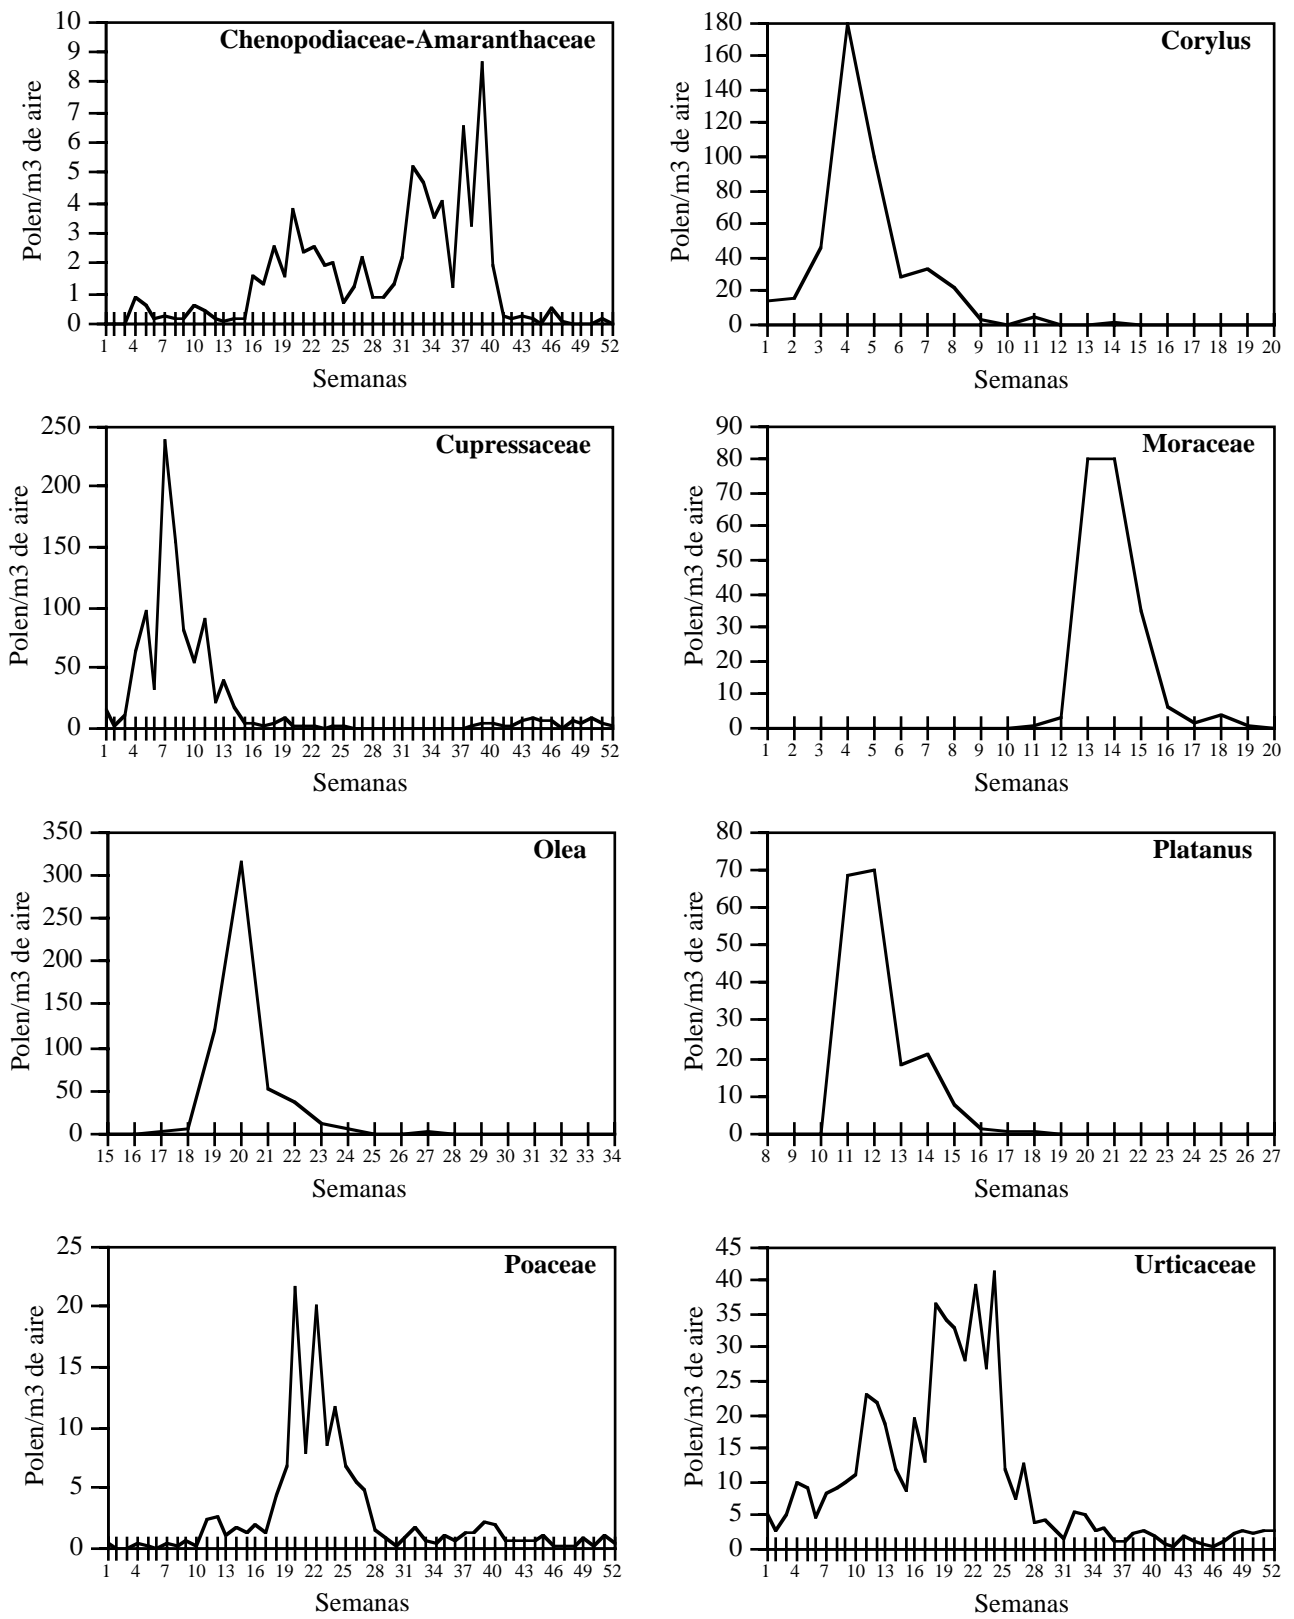 Chenopodiaceae-Amaranthaceae
Polen/m3 de aire
10
9
8
7
6
5
4
3
2
1
0
1 4 7 10 13 16 19 22 25 28 31 34 37 40 43 46 49 52
Semanas
Corylus
Polen/m3 de aire
180
160
140
120
100
80
60
40
20
0
1 2 3 4 5 6 7 8 9 10 11 12 13 14 15 16 17 18 19 20
Semanas
Cupressaceae
Polen/m3 de aire
250
200
150
100
50
0
1 4 7 10 13 16 19 22 25 28 31 34 37 40 43 46 49 52
Semanas
Moraceae
Polen/m3 de aire
90
80
70
60
50
40
30
20
10
0
1 2 3 4 5 6 7 8 9 10 11 12 13 14 15 16 17 18 19 20
Semanas
Olea
Polen/m3 de aire
350
300
250
200
150
100
50
0
15 16 17 18 19 20 21 22 23 24 25 26 27 28 29 30 31 32 33 34
Semanas
Platanus
Polen/m3 de aire
80
70
60
50
40
30
20
10
0
8 9 10 11 12 13 14 15 16 17 18 19 20 21 22 23 24 25 26 27
Semanas
Poaceae
Polen/m3 de aire
25
20
15
10
5
0
1 4 7 10 13 16 19 22 25 28 31 34 37 40 43 46 49 52
Semanas
Urticaceae
Polen/m3 de aire
45
40
35
30
25
20
15
10
5
0
1 4 7 10 13 16 19 22 25 28 31 34 37 40 43 46 49 52
Semanas